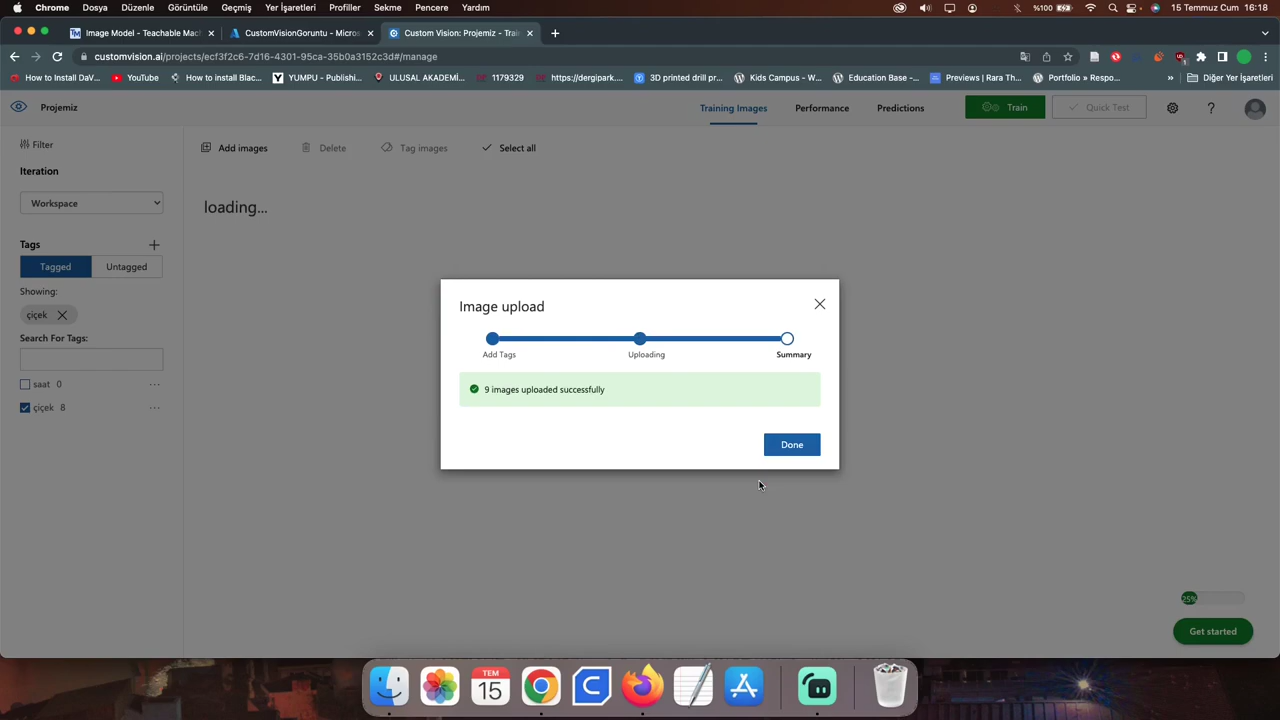 Chrome Dosya Düzenle Görüntüle Geçmiş Yer İşaretleri Profiller Sekme Pencere Yardım %100 15 Temmuz Cum 16:18
Image Model - Teachable Mac CustomVisionGoruntu - Micros Custom Vision: Projemiz - Trai
customvision.ai/projects/ecf3f2c6-7d16-4301-95ca-35b0a3152c3d#/manage
How to Install DaV... YouTube How to install Blac... YUMPU - Publishi... ULUSAL AKADEMİ... 1179329 https://dergipark.... 3D printed drill pr... Kids Campus - W... Education Base -... Previews | Rara Th... Portfolio » Respo... » Diğer Yer İşaretleri
Projemiz Training Images Performance Predictions Train Quick Test ?
Filter Add images Delete Tag images Select all
Iteration
Workspace
loading...
Tags
Tagged Untagged
Showing:
çiçek
Search For Tags:
saat 0 ...
çiçek 8 ...
Image upload
Add Tags Uploading Summary
9 images uploaded successfully
Done
25%
Get started
TEM
15